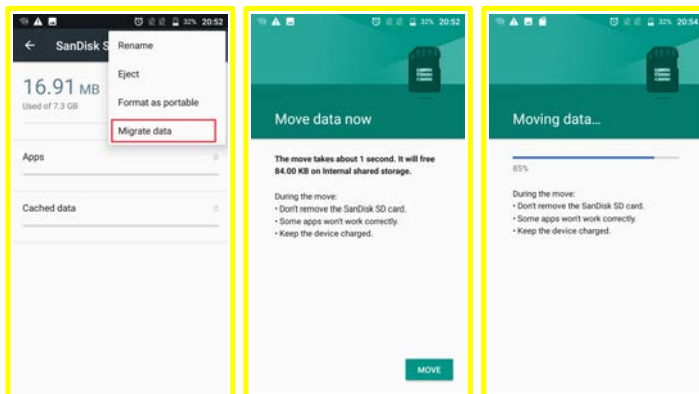 32% 20:52
← SanDisk S
Rename
Eject
Format as portable
Migrate data
16.91 MB
Used of 7.3 GB
Apps
0
Cached data
0
32% 20:52
Move data now
The move takes about 1 second. It will free
84.00 KB on Internal shared storage.
During the move:
• Don't remove the SanDisk SD card.
• Some apps won't work correctly.
• Keep the device charged.
MOVE
32% 20:54
Moving data...
85%
During the move:
• Don't remove the SanDisk SD card.
• Some apps won't work correctly.
• Keep the device charged.